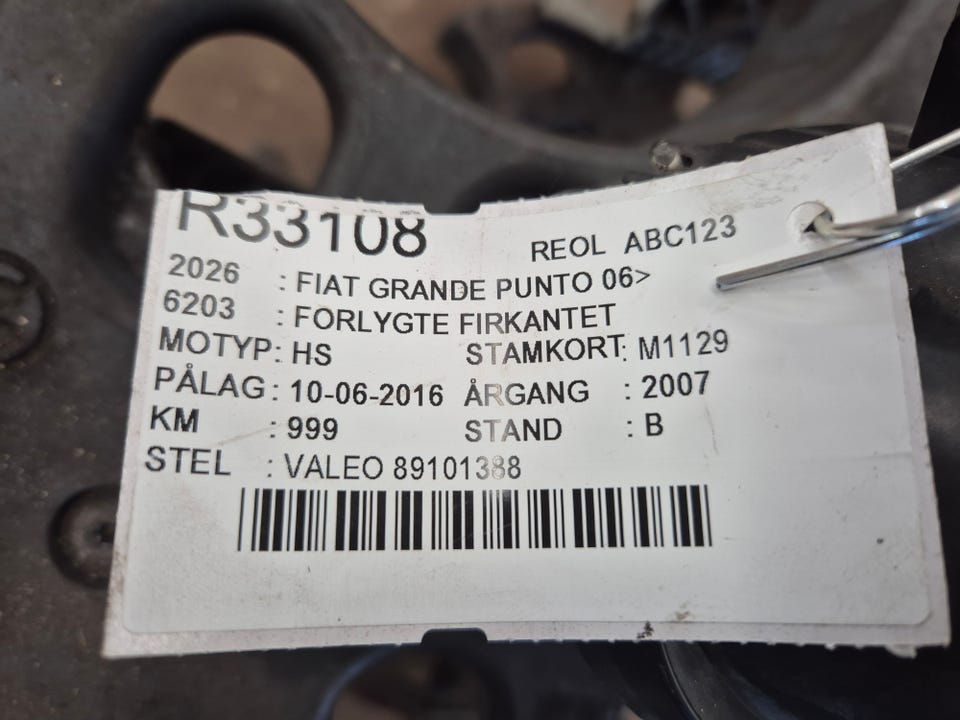 R33108 REOL ABC123
2026 : FIAT GRANDE PUNTO 06>
6203 : FORLYGTE FIRKANTET
MOTYP: HS STAMKORT: M1129
PÅLAG: 10-06-2016 ÅRGANG : 2007
KM : 999 STAND : B
STEL : VALEO 89101388